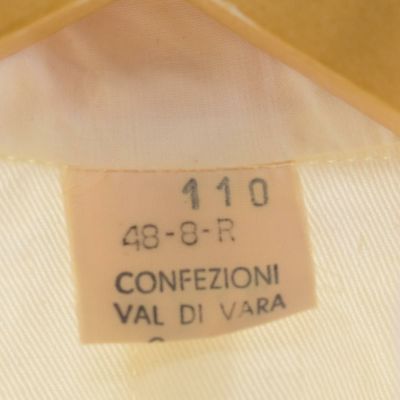 110
48-8-R
CONFEZIONI
VAL DI VARA